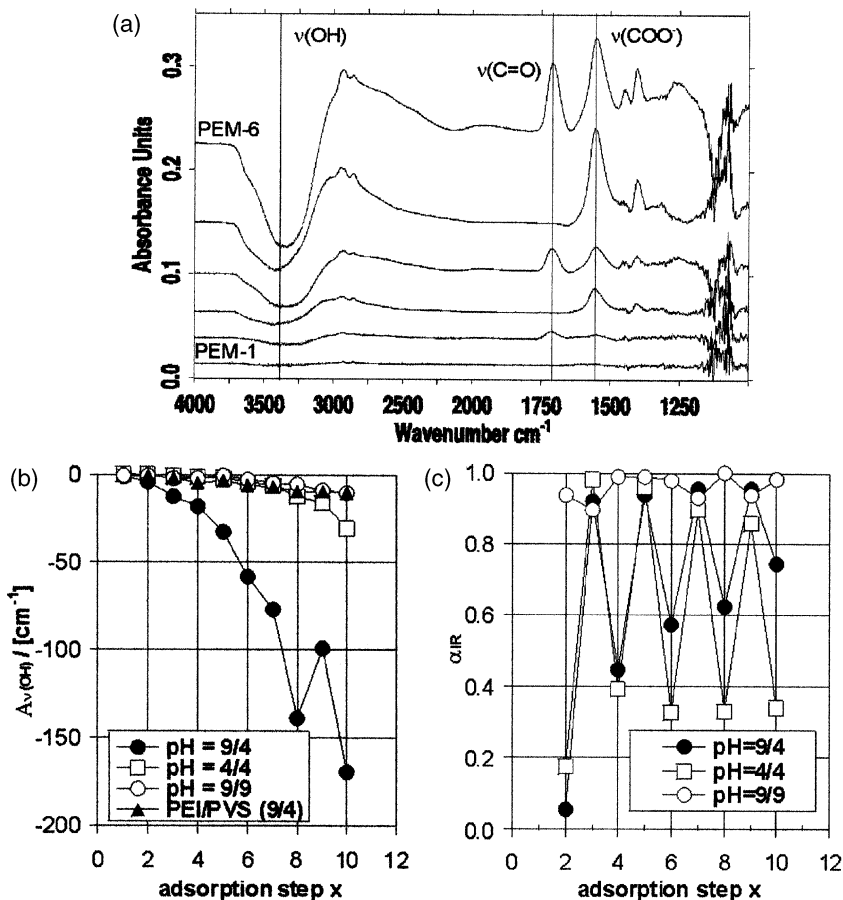 (a)
ν(OH)
ν(C=O)
ν(COO⁻)
PEM-6
PEM-1
Absorbance Units
0.3
0.2
0.1
0.0
4000 3500 3000 2500 2000 1750 1500 1250
Wavenumber cm⁻¹
(b)
0
-50
-100
-150
-200
Aν(OH) / [cm⁻¹]
pH = 9/4
pH = 4/4
pH = 9/9
PEI/PVS (9/4)
0 2 4 6 8 10 12
adsorption step x
(c)
1.0
0.8
0.6
0.4
0.2
0.0
αIR
pH=9/4
pH=4/4
pH=9/9
0 2 4 6 8 10 12
adsorption step x